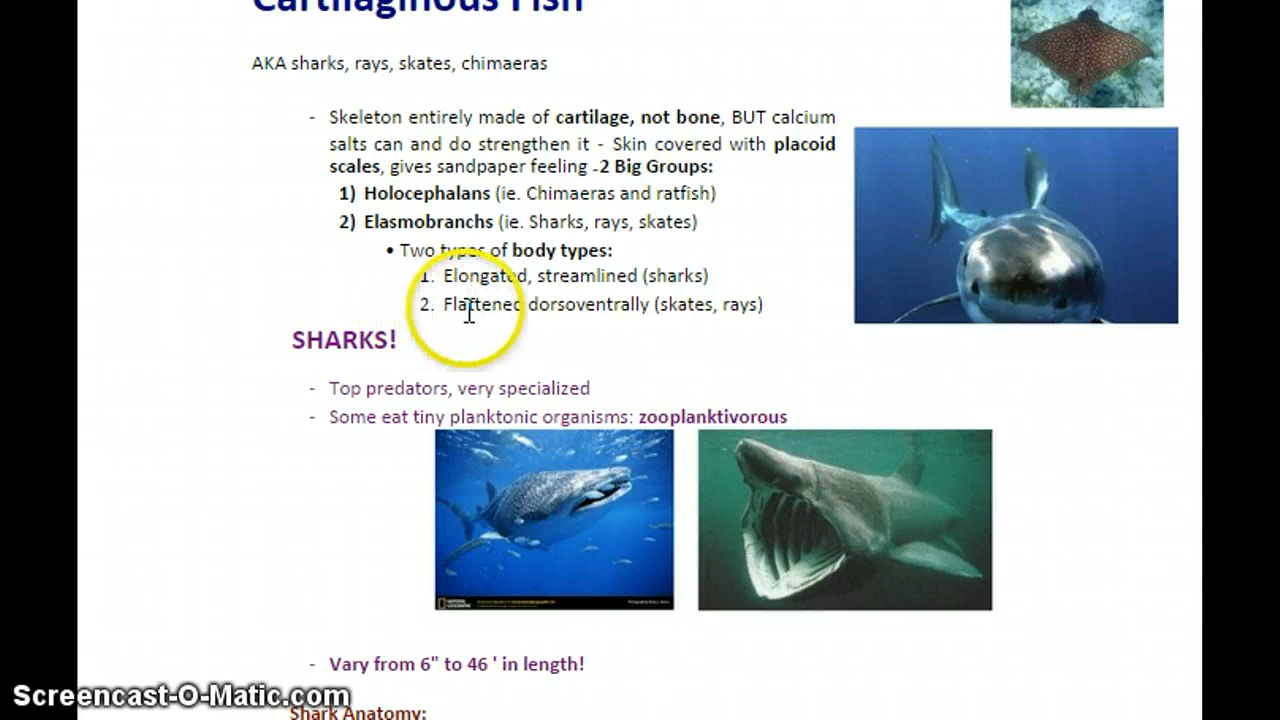 Cartilaginous Fish
AKA sharks, rays, skates, chimaeras
- Skeleton entirely made of cartilage, not bone, BUT calcium
salts can and do strengthen it - Skin covered with placoid
scales, gives sandpaper feeling -2 Big Groups:
1) Holocephalans (ie. Chimaeras and ratfish)
2) Elasmobranchs (ie. Sharks, rays, skates)
• Two types of body types:
1. Elongated, streamlined (sharks)
2. Flattened dorsoventrally (skates, rays)
SHARKS!
- Top predators, very specialized
- Some eat tiny planktonic organisms: zooplanktivorous
NATIONAL
GEOGRAPHIC
- Vary from 6" to 46 ' in length!
Screencast-O-Matic.com
Shark Anatomy: